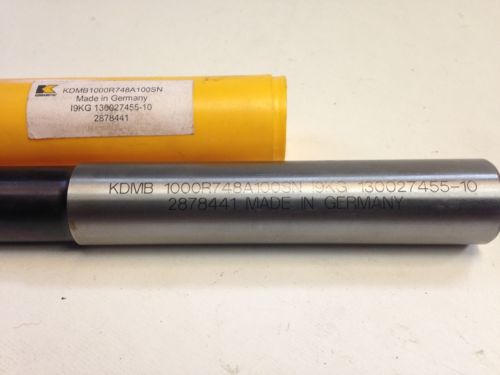 KDMB1000R748A100SN
Made in Germany
I9KG 130027455-10
2878441
KDMB 1000R748A100SN I9KG 130027455-10
2878441 MADE IN GERMANY